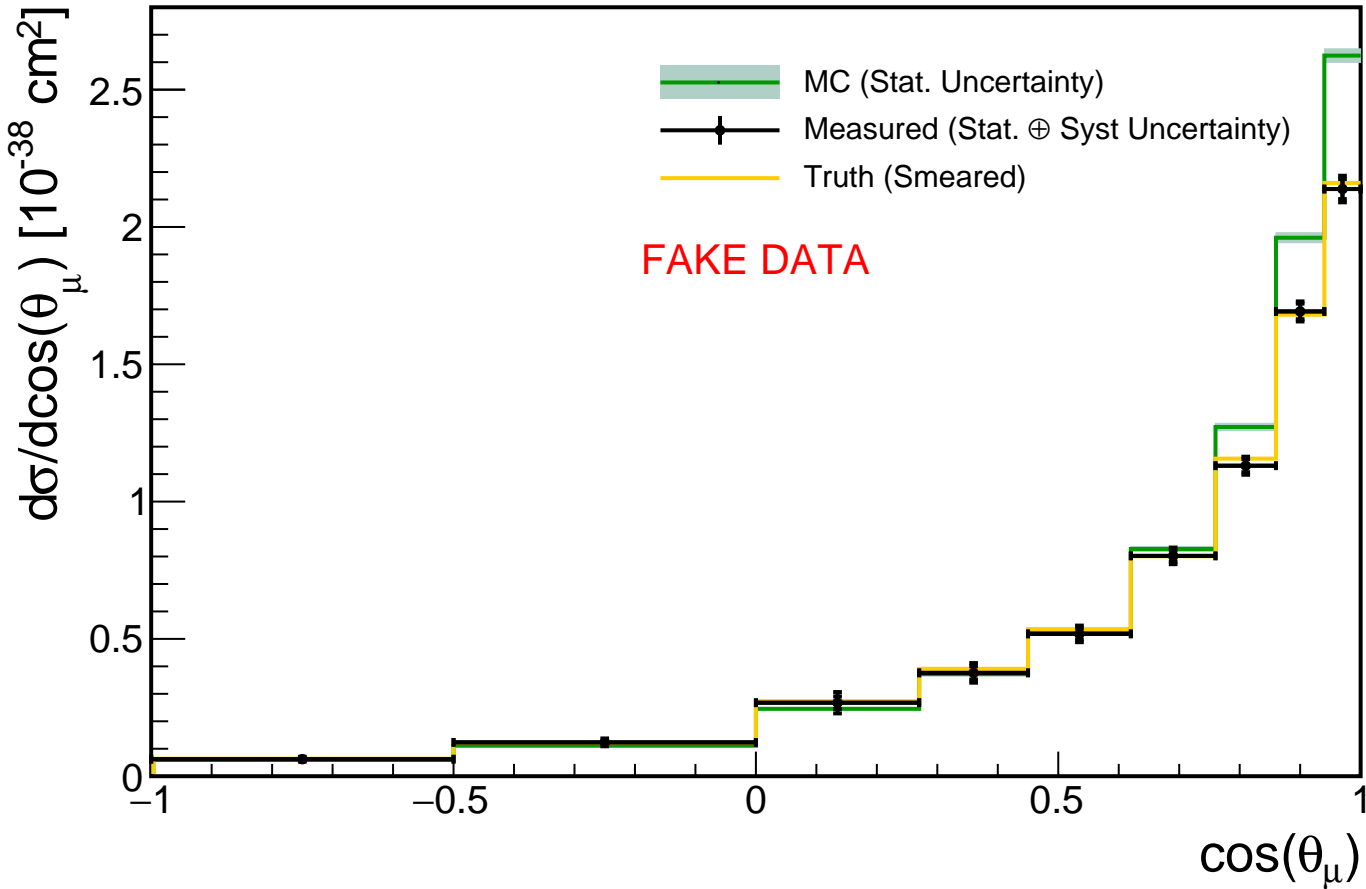 dσ/dcos(θμ) [10-38 cm2]
2.5
2
1.5
1
0.5
0
MC (Stat. Uncertainty)
Measured (Stat. ⊕ Syst Uncertainty)
Truth (Smeared)
FAKE DATA
−1
−0.5
0
0.5
1
cos(θμ)